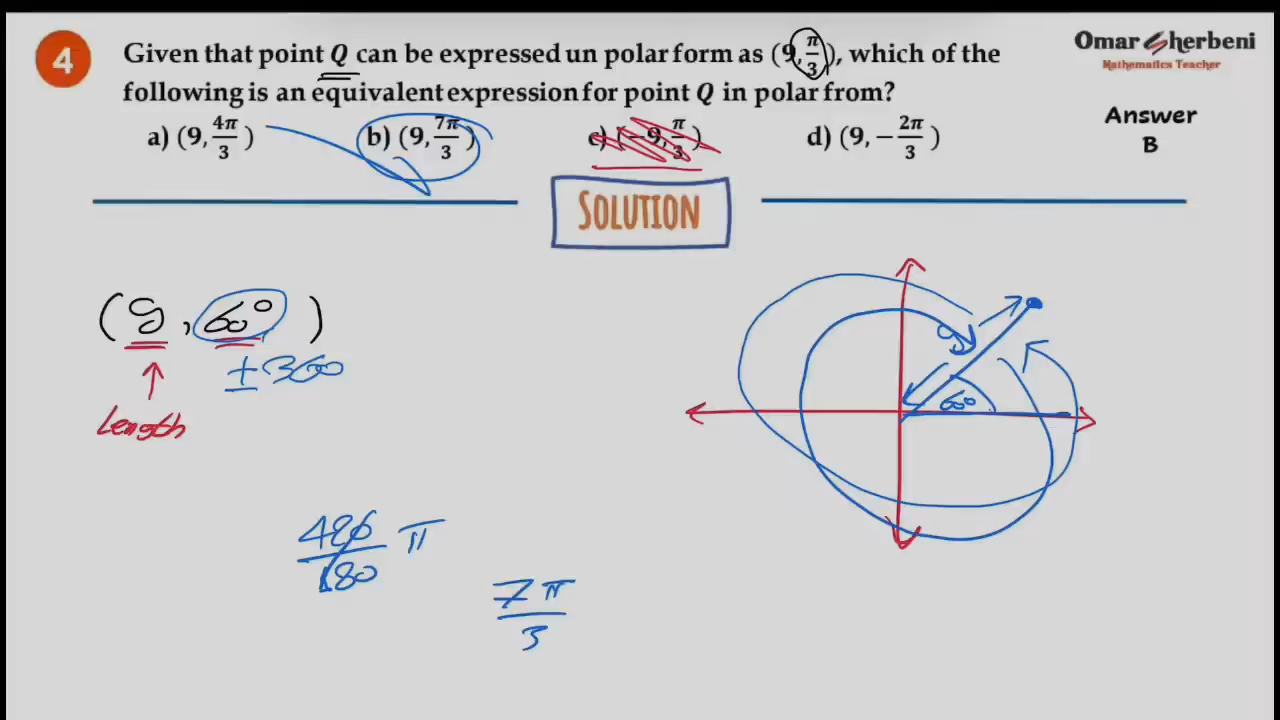 4
Given that point Q can be expressed un polar form as (9, π/3), which of the
following is an equivalent expression for point Q in polar from?
Omar Sherbeni
Mathematics Teacher
Answer
B
a) (9, 4π/3)
b) (9, 7π/3)
c) (−9, π/3)
d) (9, −2π/3)
SOLUTION
(9, 60°)
±360
Length
9
60°
420/180 π
7π/3